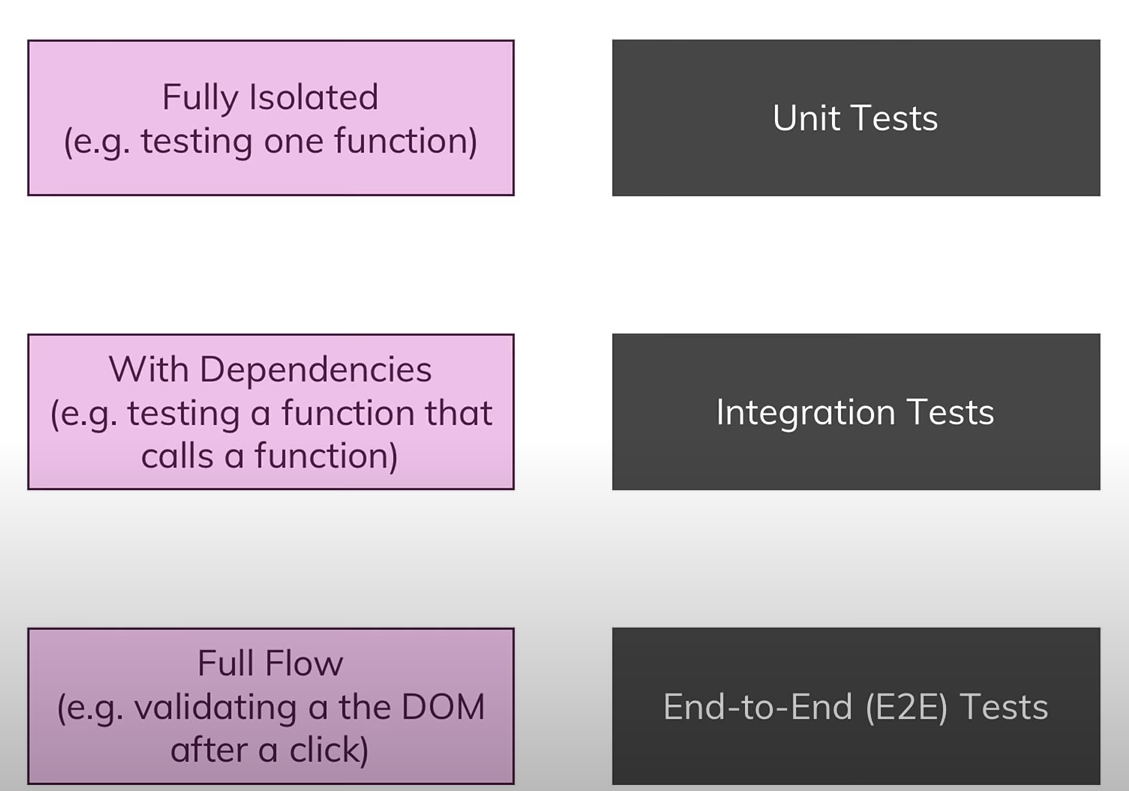 Fully Isolated
(e.g. testing one function)
Unit Tests
With Dependencies
(e.g. testing a function that
calls a function)
Integration Tests
Full Flow
(e.g. validating a the DOM
after a click)
End-to-End (E2E) Tests